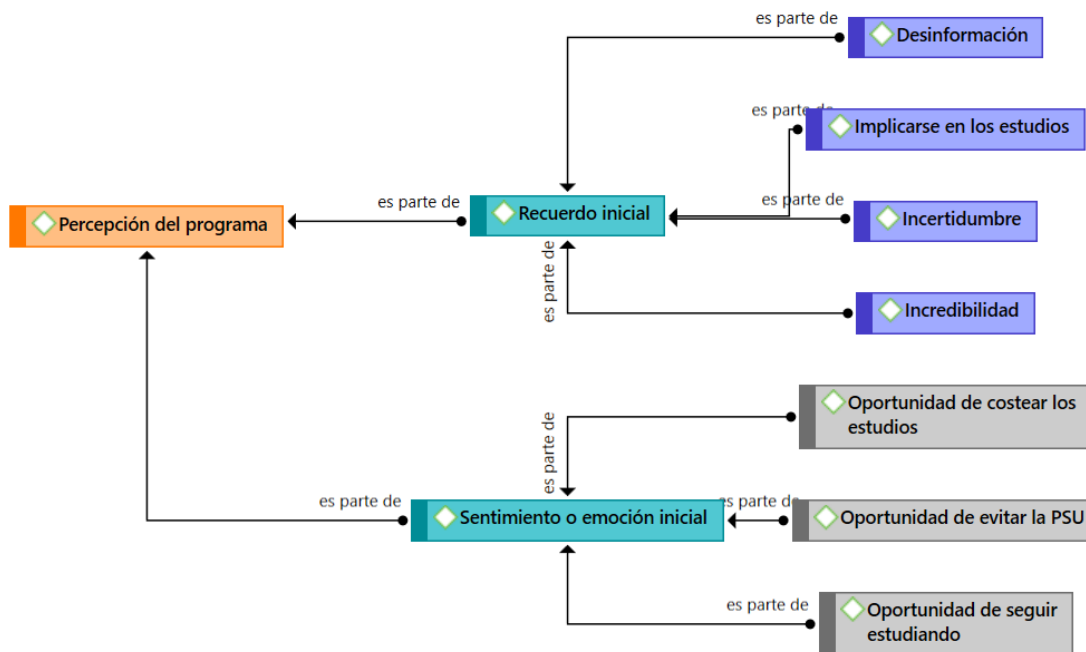 es parte de
Desinformación
es parte de
Implicarse en los estudios
es parte de
Percepción del programa
Recuerdo inicial
es parte de
Incertidumbre
es parte de
Incredibilidad
es parte de
Oportunidad de costear los
estudios
es parte de
Sentimiento o emoción inicial
es parte de
Oportunidad de evitar la PSU
es parte de
Oportunidad de seguir
estudiando